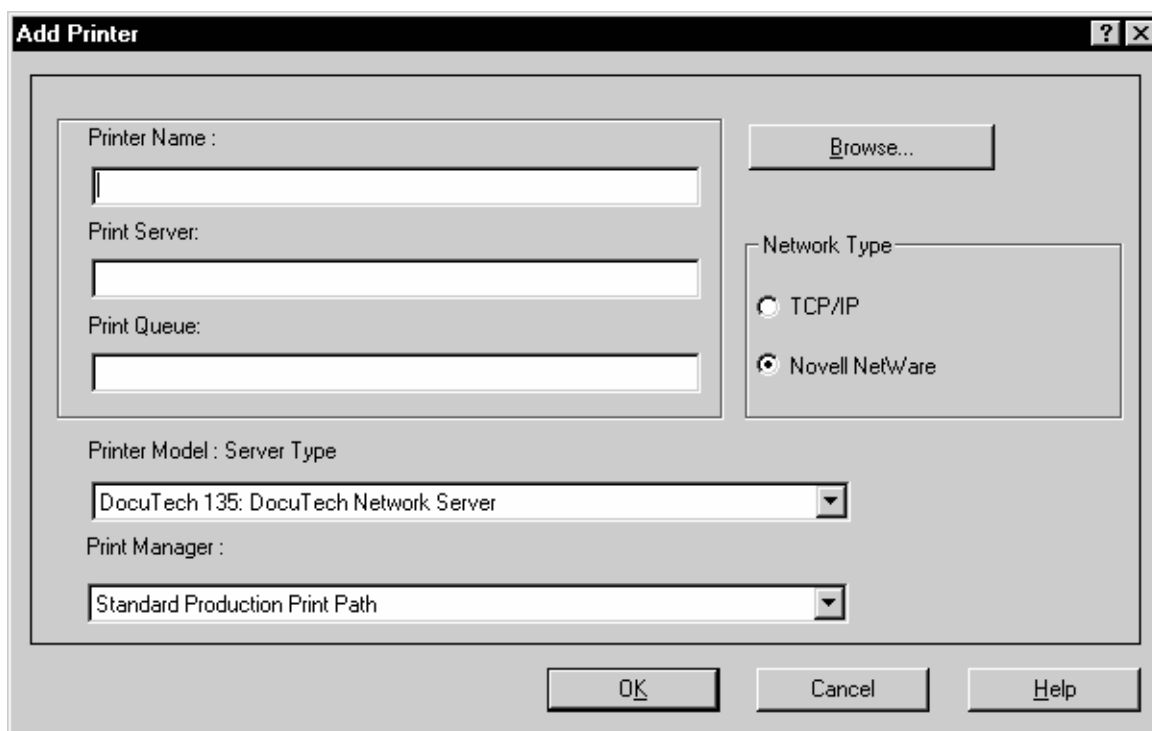 Add Printer
Printer Name :
Browse...
Print Server:
Network Type
TCP/IP
Print Queue:
Novell NetWare
Printer Model : Server Type
DocuTech 135: DocuTech Network Server
Print Manager :
Standard Production Print Path
OK
Cancel
Help